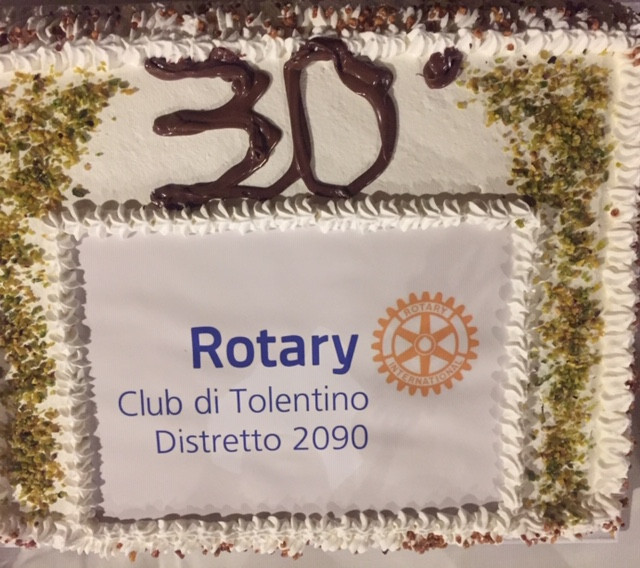 30°
Rotary
Club di Tolentino
Distretto 2090
ROTARY
INTERNATIONAL